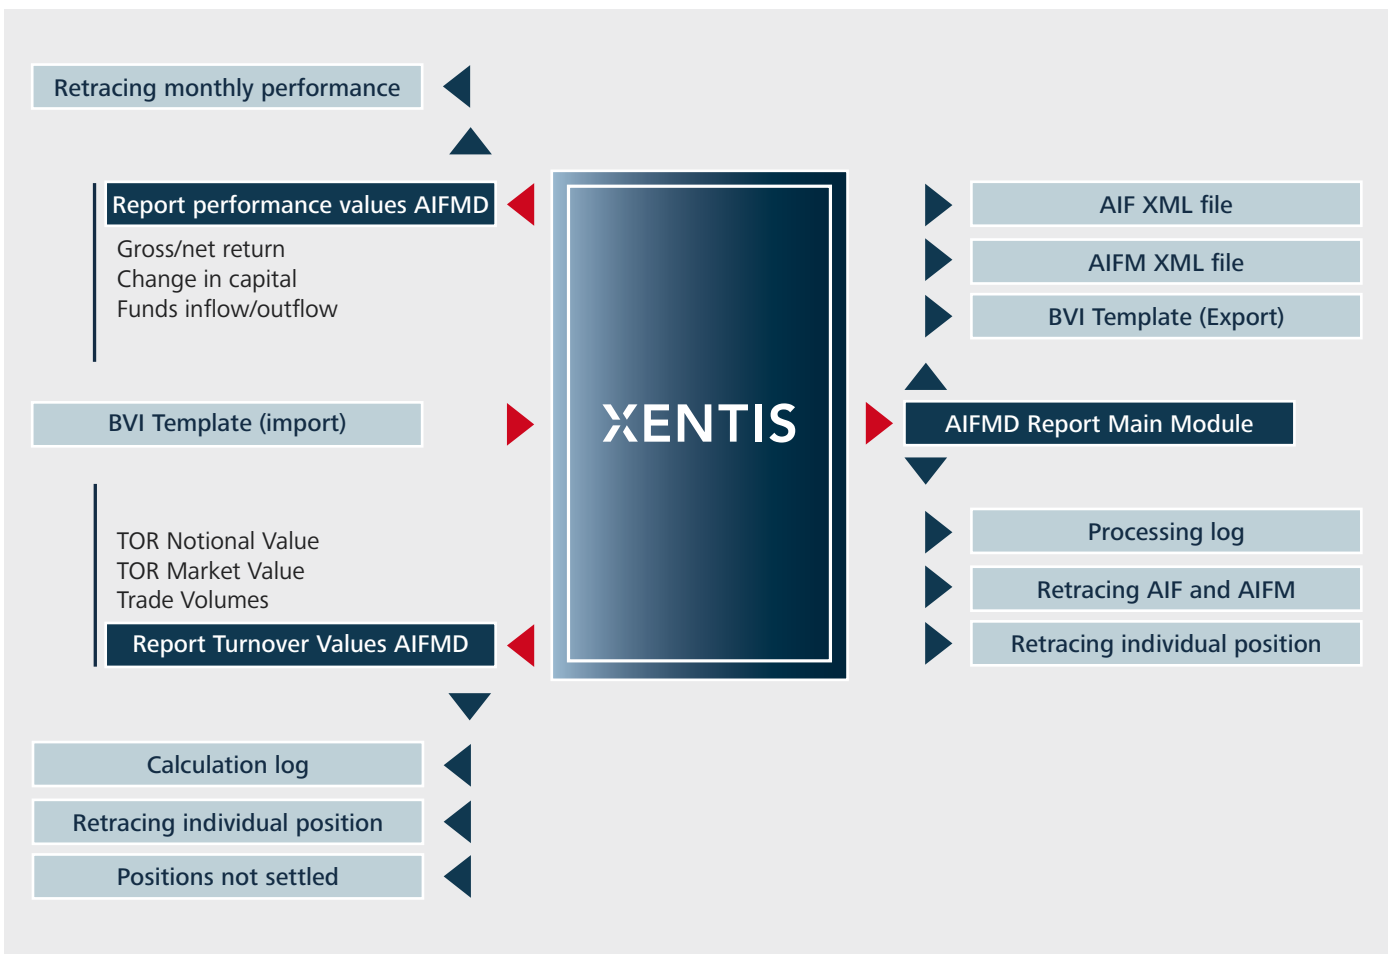 Retracing monthly performance
Report performance values AIFMD
Gross/net return
Change in capital
Funds inflow/outflow
BVI Template (import)
TOR Notional Value
TOR Market Value
Trade Volumes
Report Turnover Values AIFMD
Calculation log
Retracing individual position
Positions not settled
XENTIS
AIF XML file
AIFM XML file
BVI Template (Export)
AIFMD Report Main Module
Processing log
Retracing AIF and AIFM
Retracing individual position